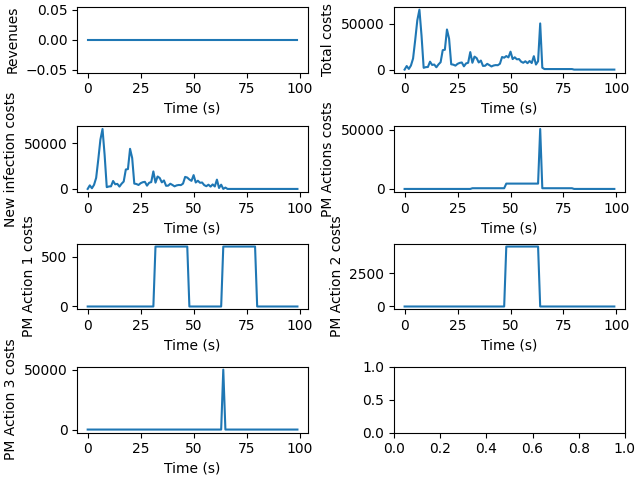 Revenues
0.05
0.00
−0.05
0 25 50 75 100
Time (s)
Total costs
50000
0
0 25 50 75 100
Time (s)
New infection costs
50000
0
0 25 50 75 100
Time (s)
PM Actions costs
50000
0
0 25 50 75 100
Time (s)
PM Action 1 costs
500
0
0 25 50 75 100
Time (s)
PM Action 2 costs
2500
0
0 25 50 75 100
Time (s)
PM Action 3 costs
50000
0
0 25 50 75 100
Time (s)
1.0
0.5
0.0
0.0 0.2 0.4 0.6 0.8 1.0